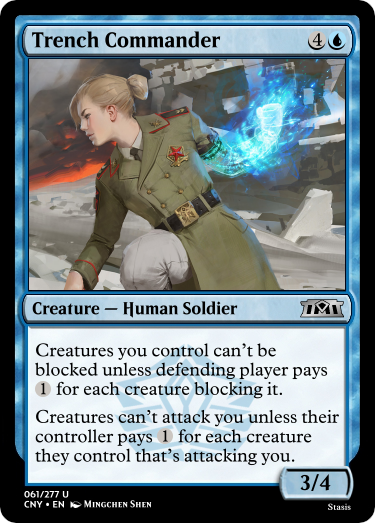 Trench Commander 4
Creature — Human Soldier
Creatures you control can't be
blocked unless defending player pays
1 for each creature blocking it.
Creatures can't attack you unless their
controller pays 1 for each creature
they control that's attacking you.
3/4
061/277 U
CNY • EN Mingchen Shen
Stasis